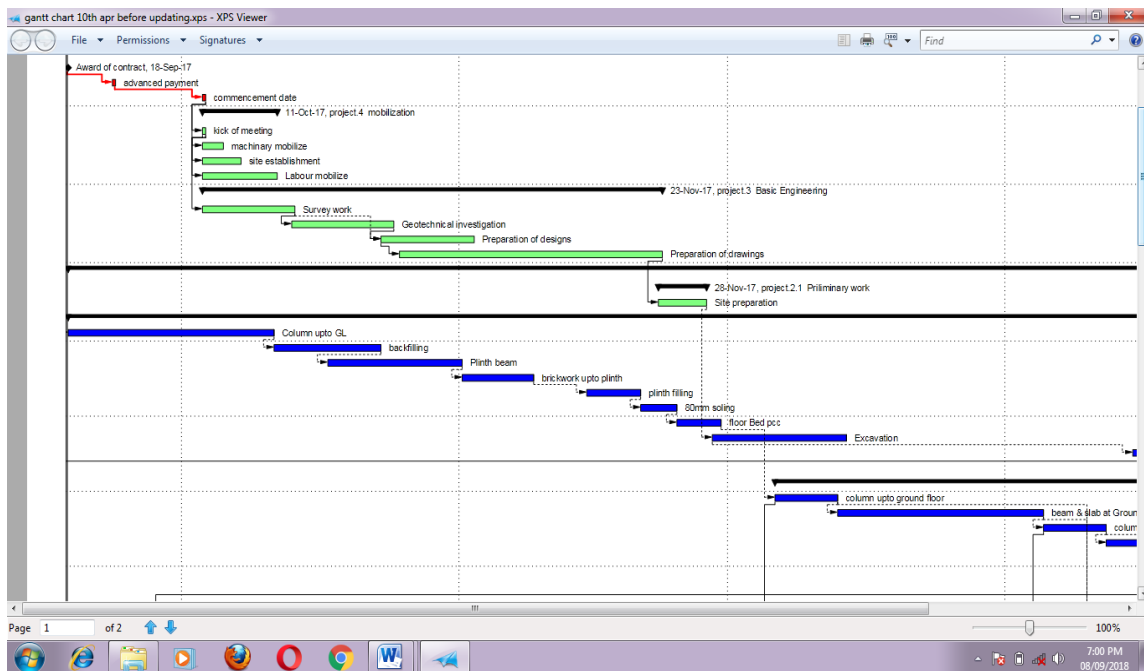 gantt chart 10th apr before updating.xps - XPS Viewer
File Permissions Signatures Find
Award of contract, 18-Sep-17
advanced payment
commencement date
11-Oct-17, project.4 mobilization
kick of meeting
machinary mobilize
site establishment
Labour mobilize
23-Nov-17, project.3 Basic Engineering
Survey work
Geotechnical investigation
Preparation of designs
Preparation of drawings
28-Nov-17, project.2.1 Priliminary work
Site preparation
Column upto GL
backfilling
Plinth beam
brickwork upto plinth
plinth filling
80mm soling
floor Bed pcc
Excavation
column upto ground floor
beam & slab at Groun
colum
Page 1 of 2 100%
7:00 PM
08/09/2018